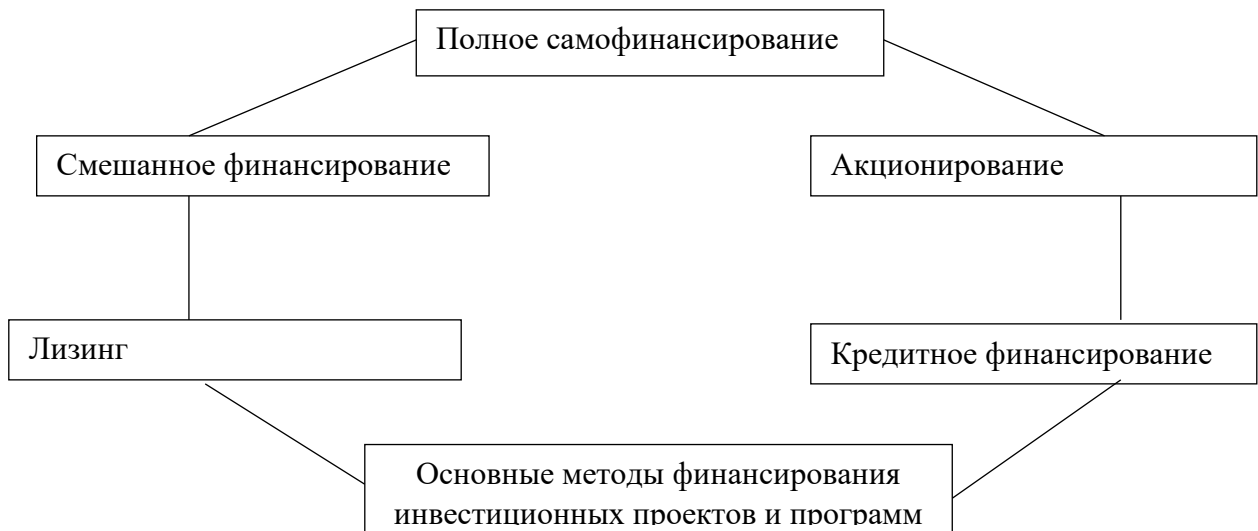 Полное самофинансирование
Смешанное финансирование
Акционирование
Лизинг
Кредитное финансирование
Основные методы финансирования
инвестиционных проектов и программ